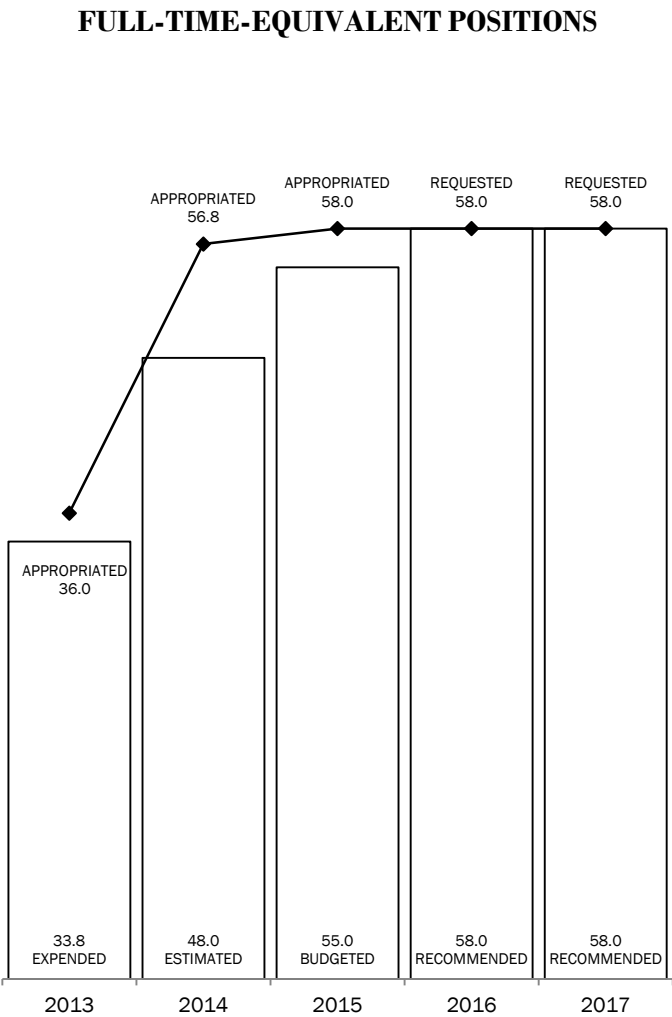 FULL-TIME-EQUIVALENT POSITIONS
APPROPRIATED
56.8
APPROPRIATED
58.0
REQUESTED
58.0
REQUESTED
58.0
APPROPRIATED
36.0
33.8
EXPENDED
48.0
ESTIMATED
55.0
BUDGETED
58.0
RECOMMENDED
58.0
RECOMMENDED
2013
2014
2015
2016
2017